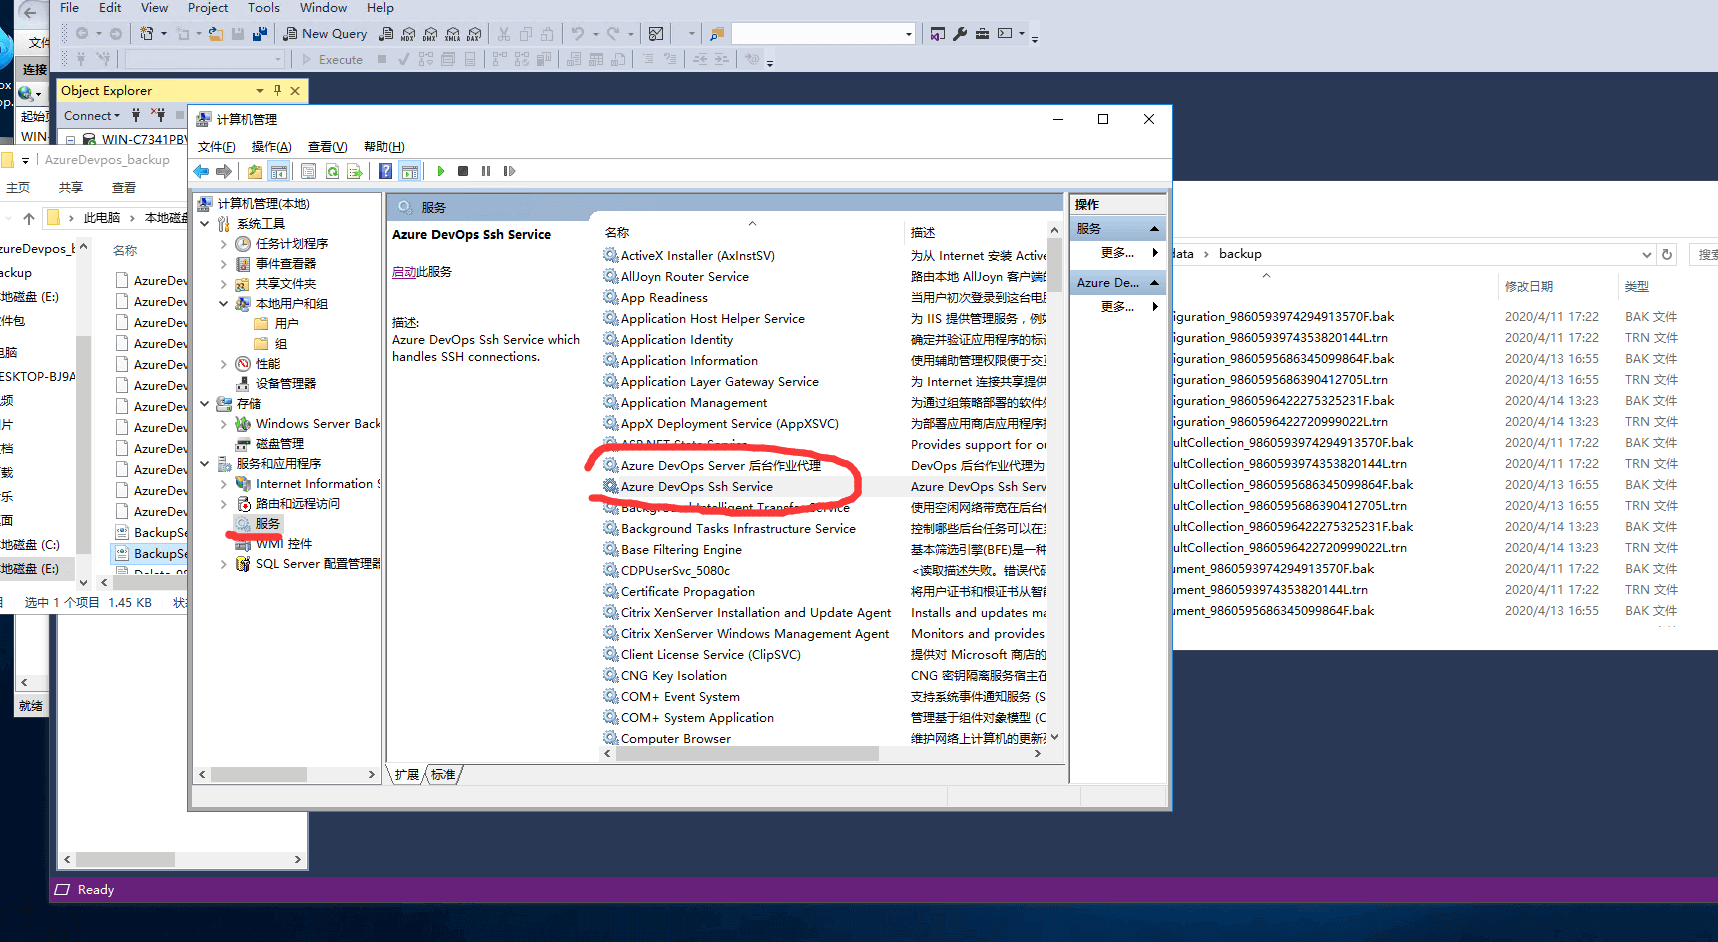 File Edit View Project Tools Window Help
New Query MDX DMX XMLA DAX
Execute
文件
连接
起始页
WIN-
就绪
Object Explorer
Connect
WIN-C7341PBV
AzureDevpos_backup
主页 共享 查看
此电脑 本地磁盘
名称
AzureDev
AzureDev
AzureDev
AzureDev
AzureDev
AzureDev
AzureDev
AzureDev
AzureDev
AzureDev
AzureDev
AzureDev
BackupSe
BackupSe
选中 1 个项目 1.45 KB
计算机管理
文件(F) 操作(A) 查看(V) 帮助(H)
计算机管理(本地)
系统工具
任务计划程序
事件查看器
共享文件夹
本地用户和组
用户
组
性能
设备管理器
存储
Windows Server Back
磁盘管理
服务和应用程序
Internet Information S
路由和远程访问
服务
WMI 控件
SQL Server 配置管理器
服务
Azure DevOps Ssh Service
启动此服务
描述:
Azure DevOps Ssh Service which
handles SSH connections.
名称 描述
ActiveX Installer (AxInstSV) 为从 Internet 安装 Active
AllJoyn Router Service 路由本地 AllJoyn 客户端的
App Readiness 当用户初次登录到这台电脑
Application Host Helper Service 为 IIS 提供管理服务，例如
Application Identity 确定并验证应用程序的标识
Application Information 使用辅助管理权限便于交互
Application Layer Gateway Service 为 Internet 连接共享提供
Application Management 为通过组策略部署的软件处
AppX Deployment Service (AppXSVC) 为部署应用商店应用程序提
ASP.NET State Service Provides support for ou
Azure DevOps Server 后台作业代理 DevOps 后台作业代理为
Azure DevOps Ssh Service Azure DevOps Ssh Serv
Background Intelligent Transfer Service 使用空闲网络带宽在后台传
Background Tasks Infrastructure Service 控制哪些后台任务可以在系
Base Filtering Engine 基本筛选引擎(BFE)是一种
CDPUserSvc_5080c <读取描述失败。错误代码
Certificate Propagation 将用户证书和根证书从智能
Citrix XenServer Installation and Update Agent Installs and updates ma
Citrix XenServer Windows Management Agent Monitors and provides
Client License Service (ClipSVC) 提供对 Microsoft 商店的
CNG Key Isolation CNG 密钥隔离服务宿主在
COM+ Event System 支持系统事件通知服务 (S
COM+ System Application 管理基于组件对象模型 (C
Computer Browser 维护网络上计算机的更新列
扩展 标准
操作
服务
更多...
Azure De...
更多...
data backup
修改日期 类型
iguration_9860593974294913570F.bak 2020/4/11 17:22 BAK 文件
iguration_9860593974353820144L.trn 2020/4/11 17:22 TRN 文件
iguration_9860595686345099864F.bak 2020/4/13 16:55 BAK 文件
iguration_9860595686390412705L.trn 2020/4/13 16:55 TRN 文件
iguration_9860596422275325231F.bak 2020/4/14 13:23 BAK 文件
iguration_9860596422720999022L.trn 2020/4/14 13:23 TRN 文件
ultCollection_9860593974294913570F.bak 2020/4/11 17:22 BAK 文件
ultCollection_9860593974353820144L.trn 2020/4/11 17:22 TRN 文件
ultCollection_9860595686345099864F.bak 2020/4/13 16:55 BAK 文件
ultCollection_9860595686390412705L.trn 2020/4/13 16:55 TRN 文件
ultCollection_9860596422275325231F.bak 2020/4/14 13:23 BAK 文件
ultCollection_9860596422720999022L.trn 2020/4/14 13:23 TRN 文件
ument_9860593974294913570F.bak 2020/4/11 17:22 BAK 文件
ument_9860593974353820144L.trn 2020/4/11 17:22 TRN 文件
ument_9860595686345099864F.bak 2020/4/13 16:55 BAK 文件
Ready